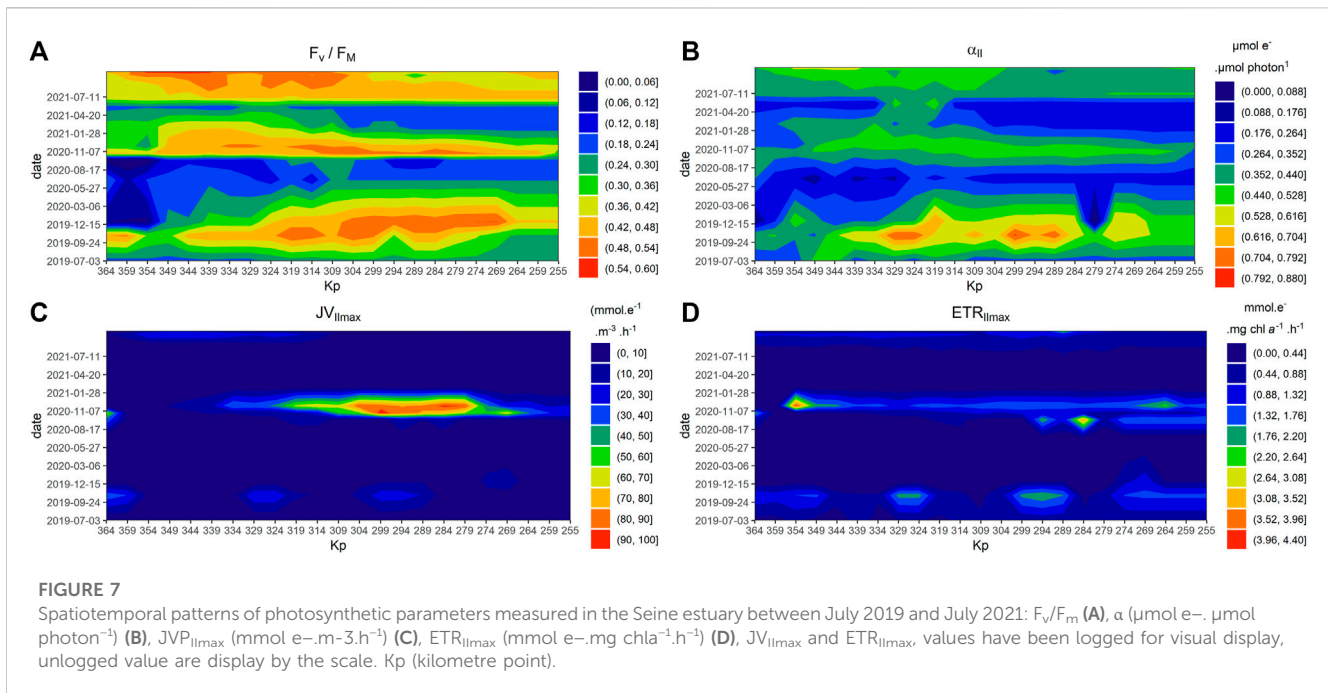 A
F_v / F_M
date
2021-07-11
2021-04-20
2021-01-28
2020-11-07
2020-08-17
2020-05-27
2020-03-06
2019-12-15
2019-09-24
2019-07-03
364 359 354 349 344 339 334 329 324 319 314 309 304 299 294 289 284 279 274 269 264 255
Kp
(0.00, 0.06]
(0.06, 0.12]
(0.12, 0.18]
(0.18, 0.24]
(0.24, 0.30]
(0.30, 0.36]
(0.36, 0.42]
(0.42, 0.48]
(0.48, 0.54]
(0.54, 0.60]
B
α_II
μmol e⁻
.μmol photon¹
date
2021-07-11
2021-04-20
2021-01-28
2020-11-07
2020-08-17
2020-05-27
2020-03-06
2019-12-15
2019-09-24
2019-07-03
364 359 354 349 344 339 334 329 324 319 314 309 304 299 294 289 284 279 274 269 264 255
Kp
(0.000, 0.088]
(0.088, 0.176]
(0.176, 0.264]
(0.264, 0.352]
(0.352, 0.440]
(0.440, 0.528]
(0.528, 0.616]
(0.616, 0.704]
(0.704, 0.792]
(0.792, 0.880]
C
JV_IImax
(mmol.e⁻¹
.m⁻³ .h⁻¹
date
2021-07-11
2021-04-20
2021-01-28
2020-11-07
2020-08-17
2020-05-27
2020-03-06
2019-12-15
2019-09-24
2019-07-03
364 359 354 349 344 339 334 329 324 319 314 309 304 299 294 289 284 279 274 269 264 255
Kp
(0, 10]
(10, 20]
(20, 30]
(30, 40]
(40, 50]
(50, 60]
(60, 70]
(70, 80]
(80, 90]
(90, 100]
D
ETR_IImax
mmol.e⁻
.mg chl a⁻¹ .h⁻¹
date
2021-07-11
2021-04-20
2021-01-28
2020-11-07
2020-08-17
2020-05-27
2020-03-06
2019-12-15
2019-09-24
2019-07-03
364 359 354 349 344 339 334 329 324 319 314 309 304 299 294 289 284 279 274 269 264 255
Kp
(0.00, 0.44]
(0.44, 0.88]
(0.88, 1.32]
(1.32, 1.76]
(1.76, 2.20]
(2.20, 2.64]
(2.64, 3.08]
(3.08, 3.52]
(3.52, 3.96]
(3.96, 4.40]
FIGURE 7
Spatiotemporal patterns of photosynthetic parameters measured in the Seine estuary between July 2019 and July 2021: F_v/F_m (A), α (μmol e–. μmol
photon⁻¹) (B), JVP_IImax (mmol e–.m-3.h⁻¹) (C), ETR_IImax (mmol e–.mg chla⁻¹.h⁻¹) (D), JV_IImax and ETR_IImax, values have been logged for visual display,
unlogged value are display by the scale. Kp (kilometre point).